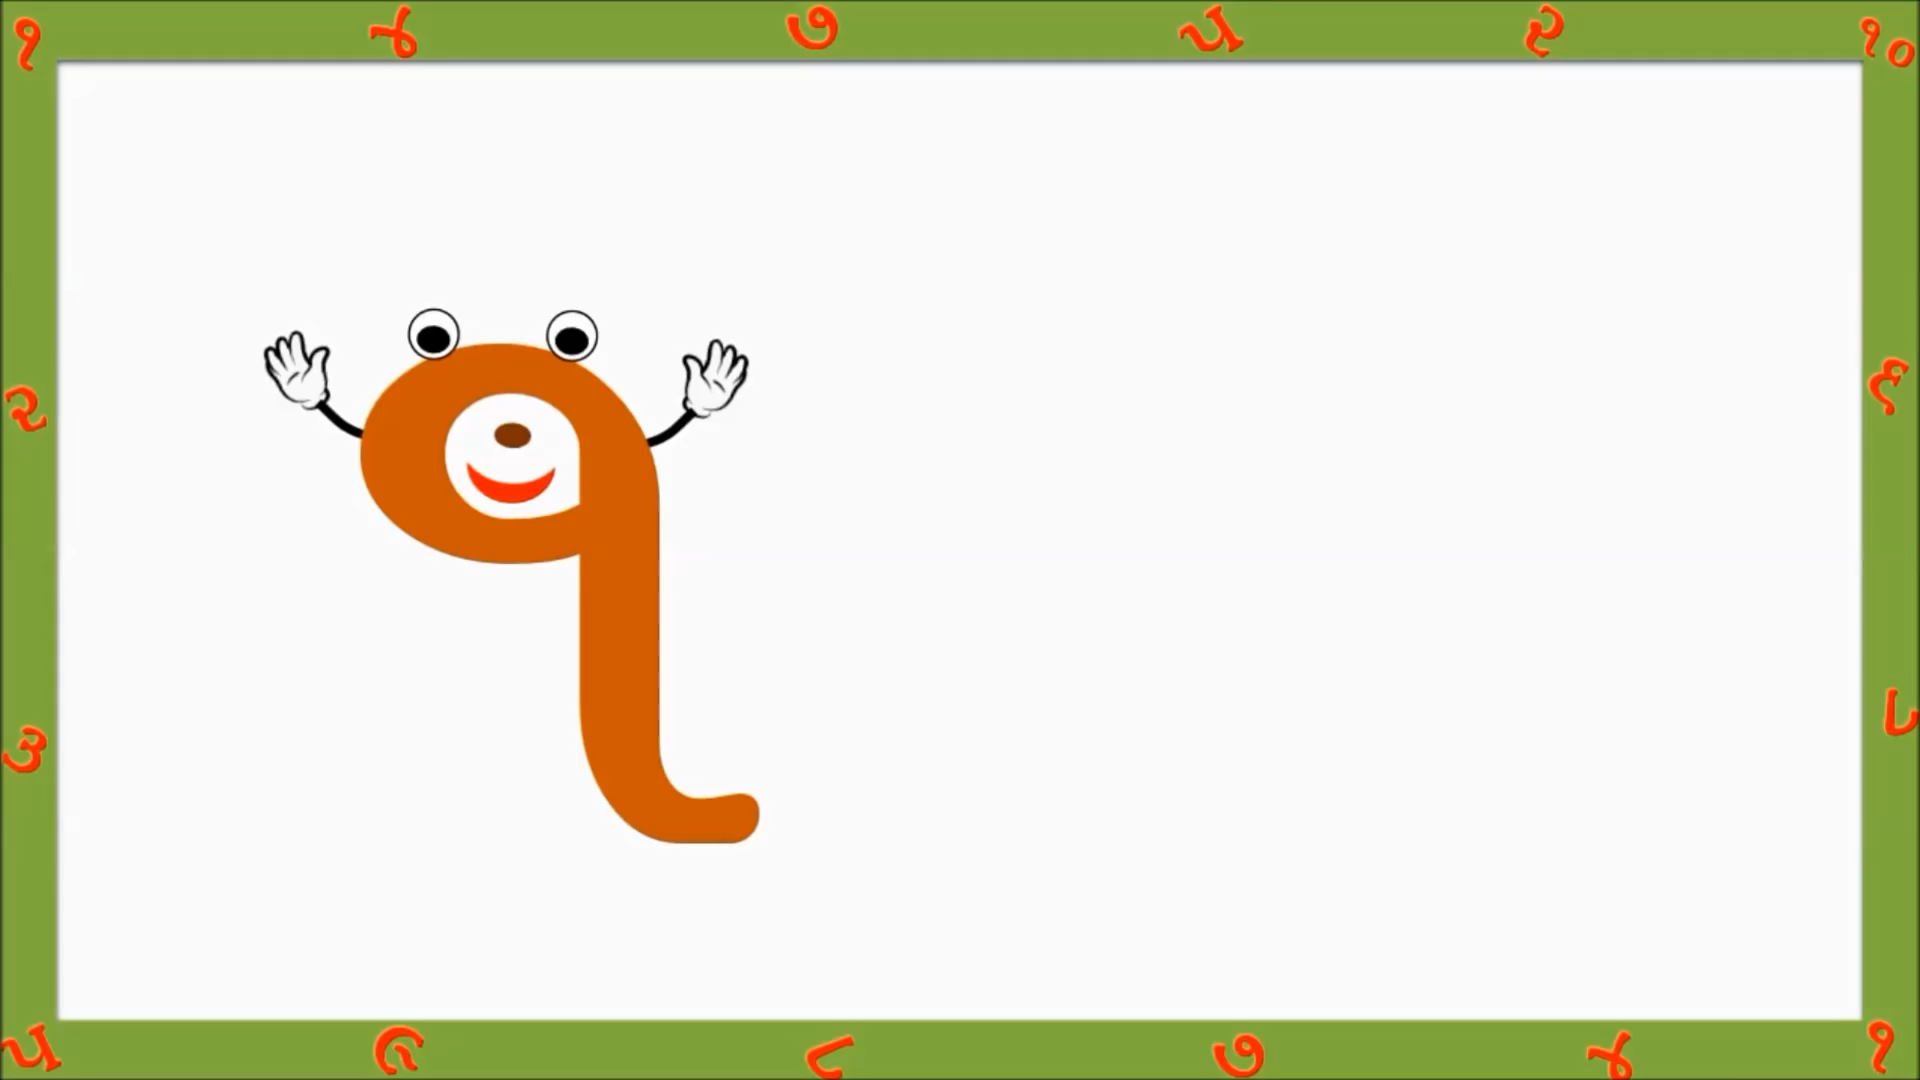 ૧ ૪ ૭ ૫ ૨ ૧૦
૨ ૬
૧
૩ ૮
૫ ૯ ૮ ૭ ૪ ૧